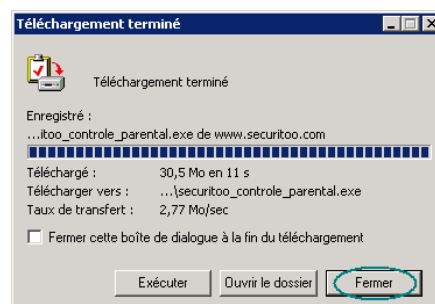 Téléchargement terminé
Téléchargement terminé
Enregistré :
...itoo_controle_parental.exe de www.securitoo.com
Téléchargé : 30,5 Mo en 11 s
Télécharger vers : ...\securitoo_controle_parental.exe
Taux de transfert : 2,77 Mo/sec
Fermer cette boîte de dialogue à la fin du téléchargement
Exécuter Ouvrir le dossier Fermer